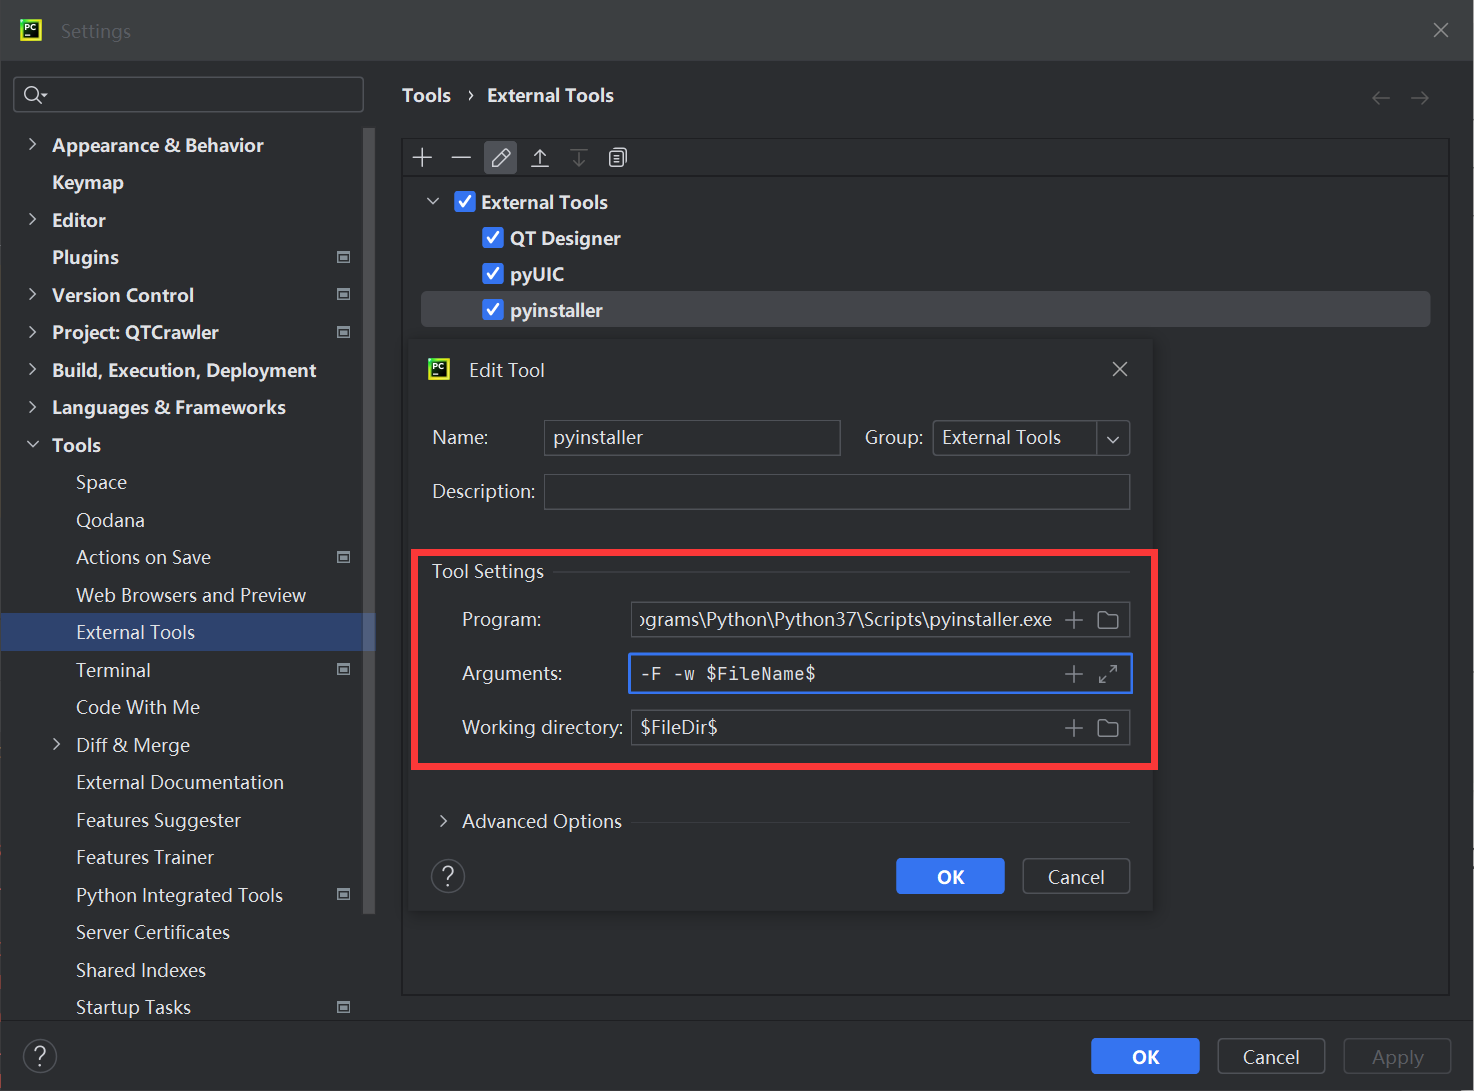 Settings
Tools › External Tools
Appearance & Behavior
Keymap
Editor
Plugins
Version Control
Project: QTCrawler
Build, Execution, Deployment
Languages & Frameworks
Tools
Space
Qodana
Actions on Save
Web Browsers and Preview
External Tools
Terminal
Code With Me
Diff & Merge
External Documentation
Features Suggester
Features Trainer
Python Integrated Tools
Server Certificates
Shared Indexes
Startup Tasks
External Tools
QT Designer
pyUIC
pyinstaller
PC
Edit Tool
Name: pyinstaller Group: External Tools
Description:
Tool Settings
Program: ograms\Python\Python37\Scripts\pyinstaller.exe
Arguments: -F -w $FileName$
Working directory: $FileDir$
Advanced Options
? OK Cancel
? OK Cancel Apply